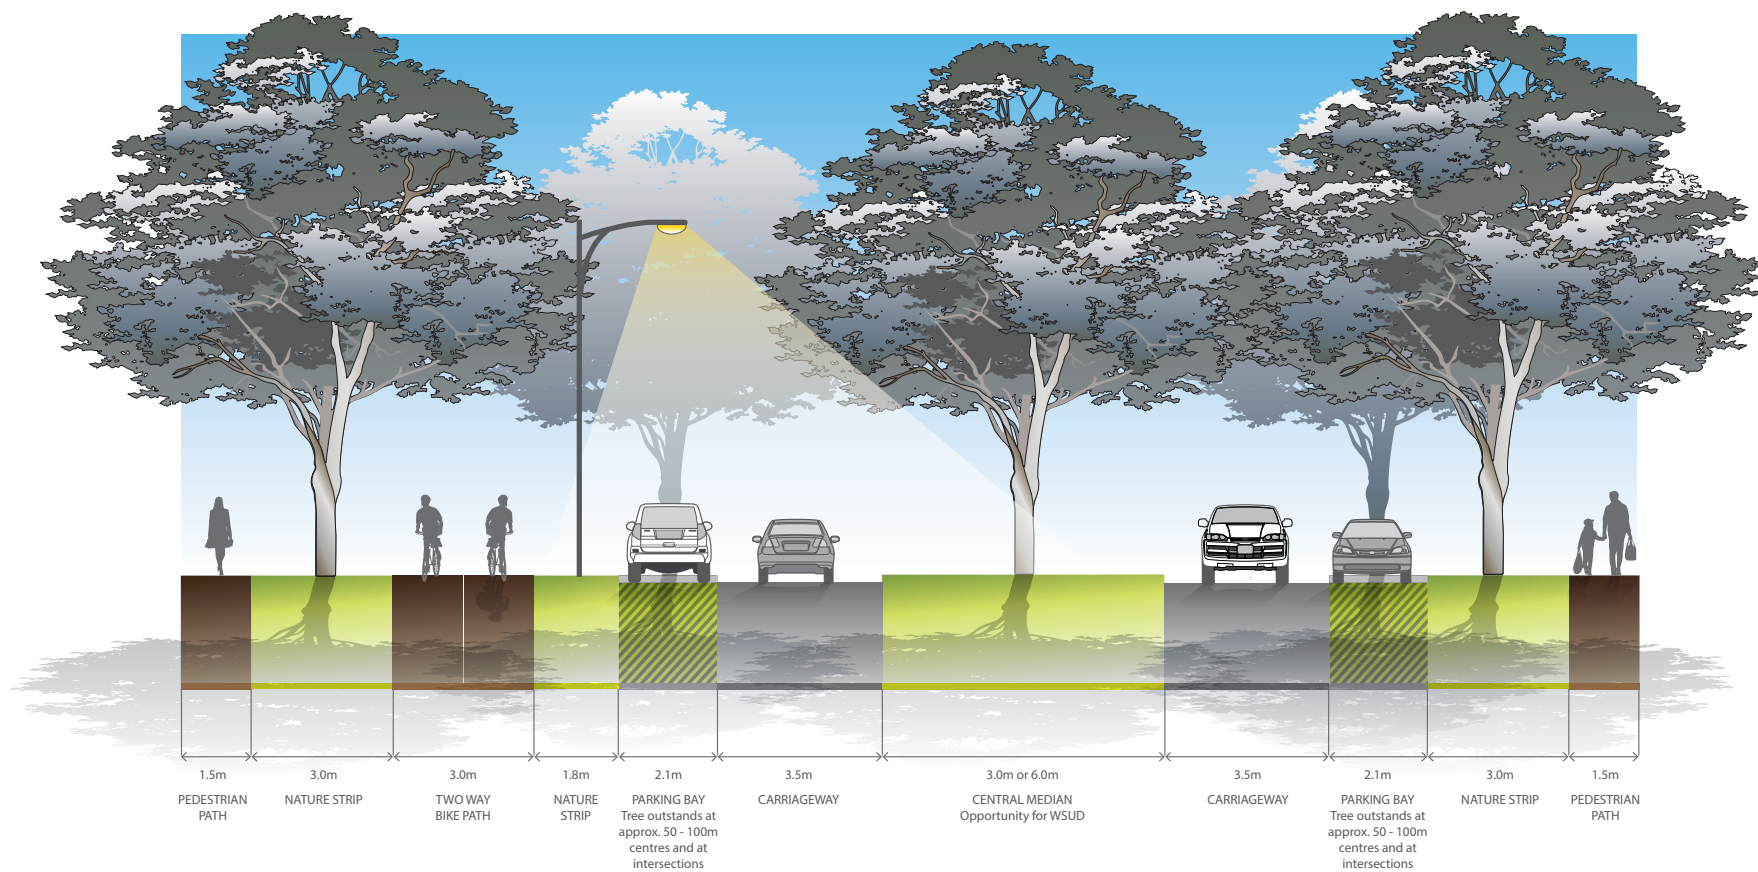 1.5m
PEDESTRIAN
PATH
3.0m
NATURE STRIP
3.0m
TWO WAY
BIKE PATH
1.8m
NATURE
STRIP
2.1m
PARKING BAY
Tree outstands at
approx. 50 - 100m
centres and at
intersections
3.5m
CARRIAGEWAY
3.0m or 6.0m
CENTRAL MEDIAN
Opportunity for WSUD
3.5m
CARRIAGEWAY
2.1m
PARKING BAY
Tree outstands at
approx. 50 - 100m
centres and at
intersections
3.0m
NATURE STRIP
1.5m
PEDESTRIAN
PATH